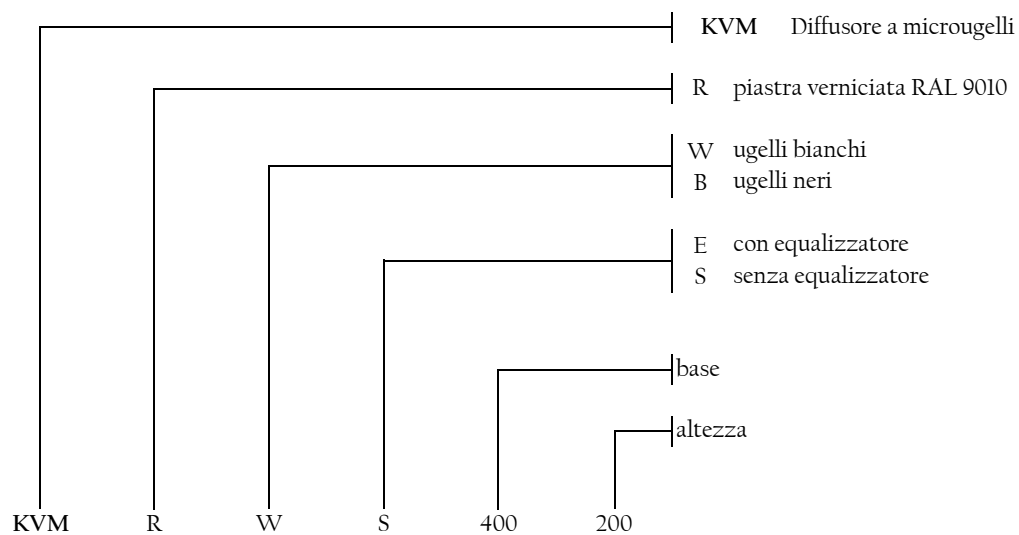 KVM Diffusore a microugelli
R piastra verniciata RAL 9010
W ugelli bianchi
B ugelli neri
E con equalizzatore
S senza equalizzatore
base
altezza
KVM R W S 400 200